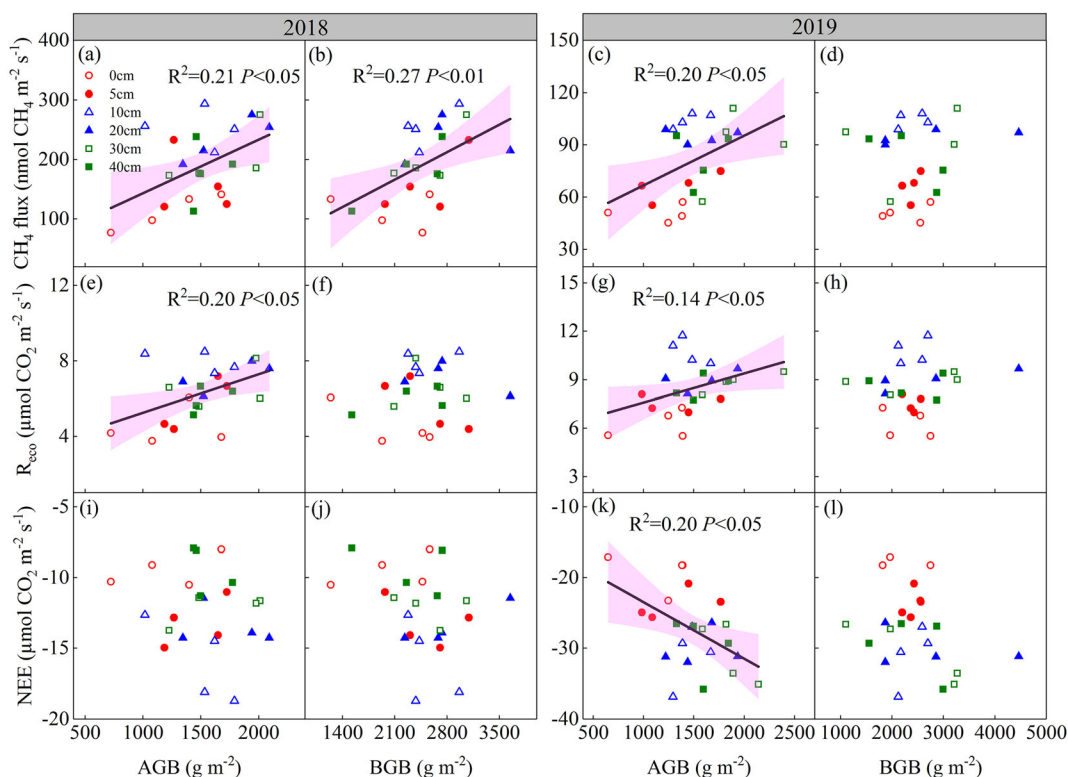 2018
2019
(a)
R²=0.21 P<0.05
0cm
5cm
10cm
20cm
30cm
40cm
(b)
R²=0.27 P<0.01
(c)
R²=0.20 P<0.05
(d)
400
300
200
100
150
120
90
60
30
CH₄ flux (nmol CH₄ m⁻² s⁻¹)
(e)
R²=0.20 P<0.05
(f)
(g)
R²=0.14 P<0.05
(h)
12
8
4
15
12
9
6
3
R_eco (μmol CO₂ m⁻² s⁻¹)
(i)
(j)
(k)
R²=0.20 P<0.05
(l)
-5
-10
-15
-20
-10
-20
-30
-40
NEE (μmol CO₂ m⁻² s⁻¹)
500 1000 1500 2000
1400 2100 2800 3500
500 1000 1500 2000 2500
1000 2000 3000 4000 5000
AGB (g m⁻²)
BGB (g m⁻²)
AGB (g m⁻²)
BGB (g m⁻²)